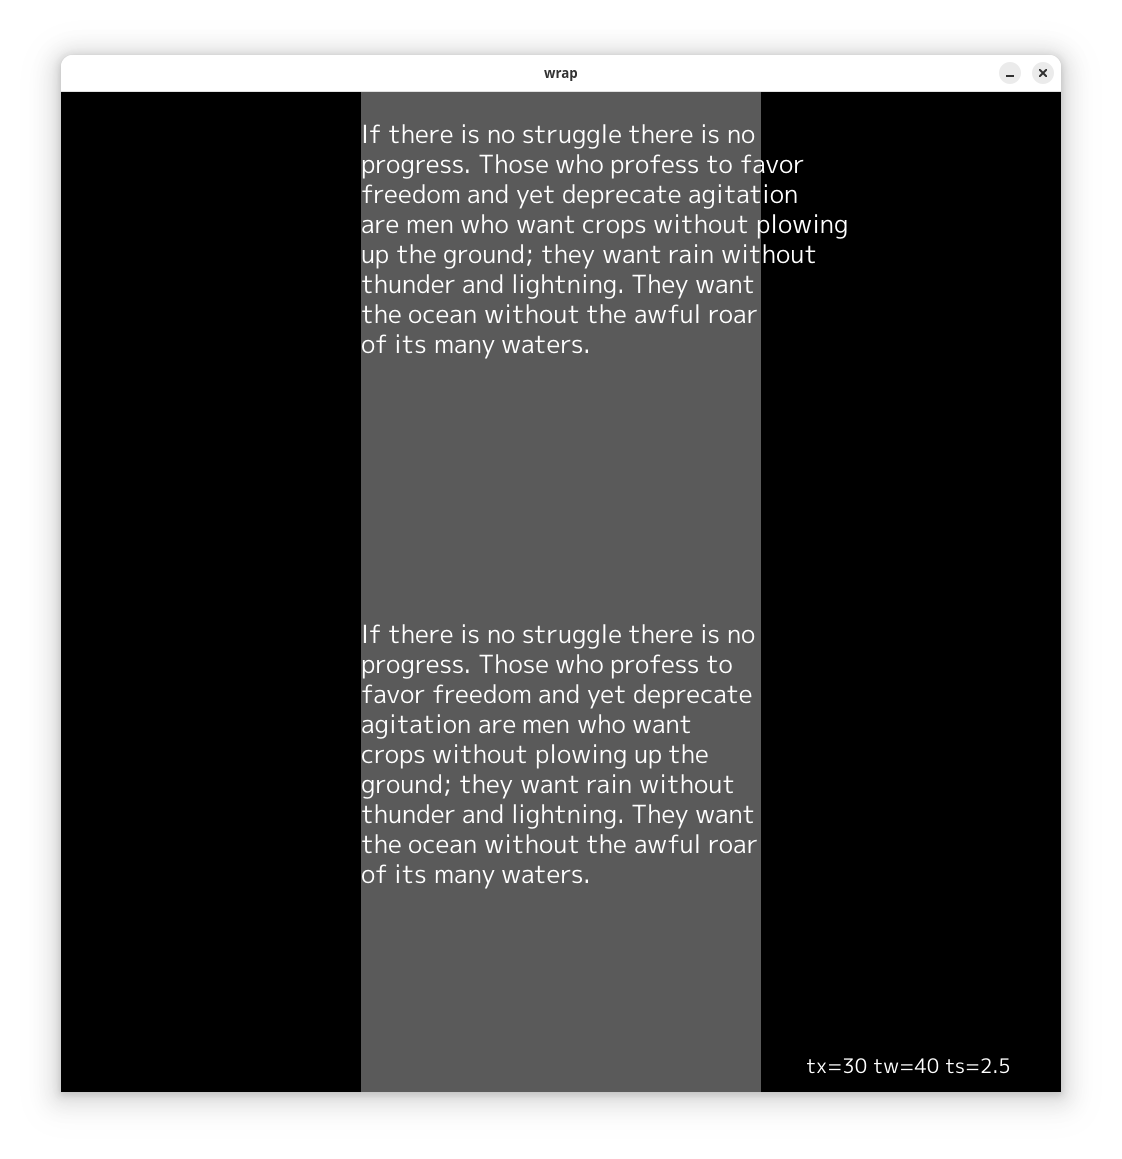 wrap
If there is no struggle there is no
progress. Those who profess to favor
freedom and yet deprecate agitation
are men who want crops without plowing
up the ground; they want rain without
thunder and lightning. They want
the ocean without the awful roar
of its many waters.
If there is no struggle there is no
progress. Those who profess to
favor freedom and yet deprecate
agitation are men who want
crops without plowing up the
ground; they want rain without
thunder and lightning. They want
the ocean without the awful roar
of its many waters.
tx=30 tw=40 ts=2.5